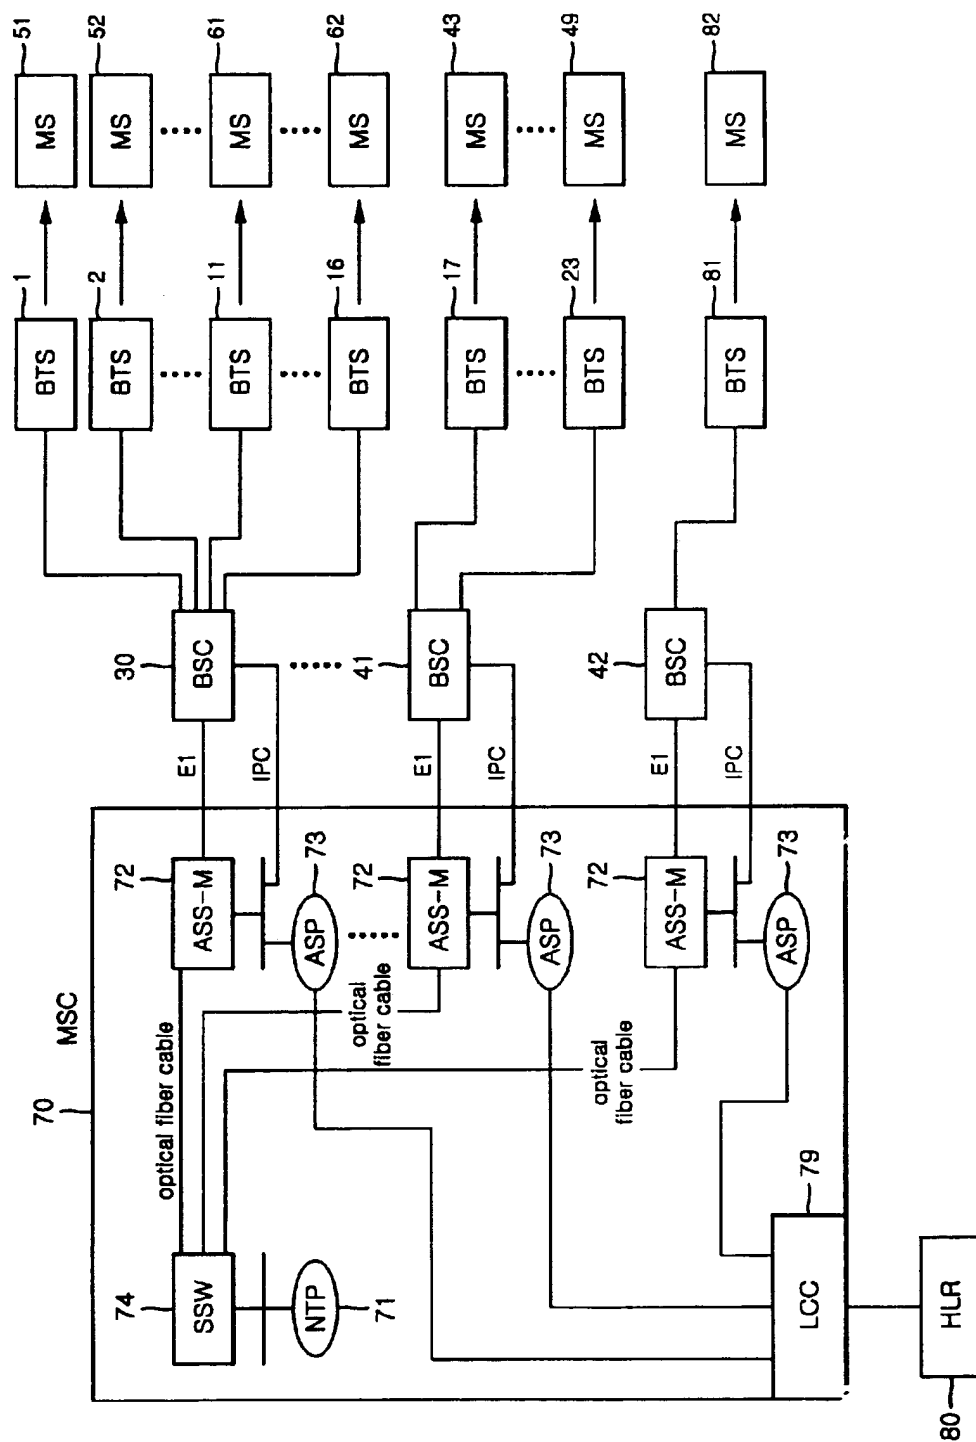 51
52
61
62
43
49
82
MS
MS
MS
MS
MS
MS
MS
1
2
11
16
17
23
81
BTS
BTS
BTS
BTS
BTS
BTS
BTS
30
41
42
BSC
BSC
BSC
E1
IPC
E1
IPC
E1
IPC
70
MSC
72
ASS-M
73
ASP
72
ASS-M
73
ASP
72
ASS-M
73
ASP
optical fiber cable
optical
fiber cable
optical
fiber cable
74
SSW
NTP
71
79
LCC
HLR
80